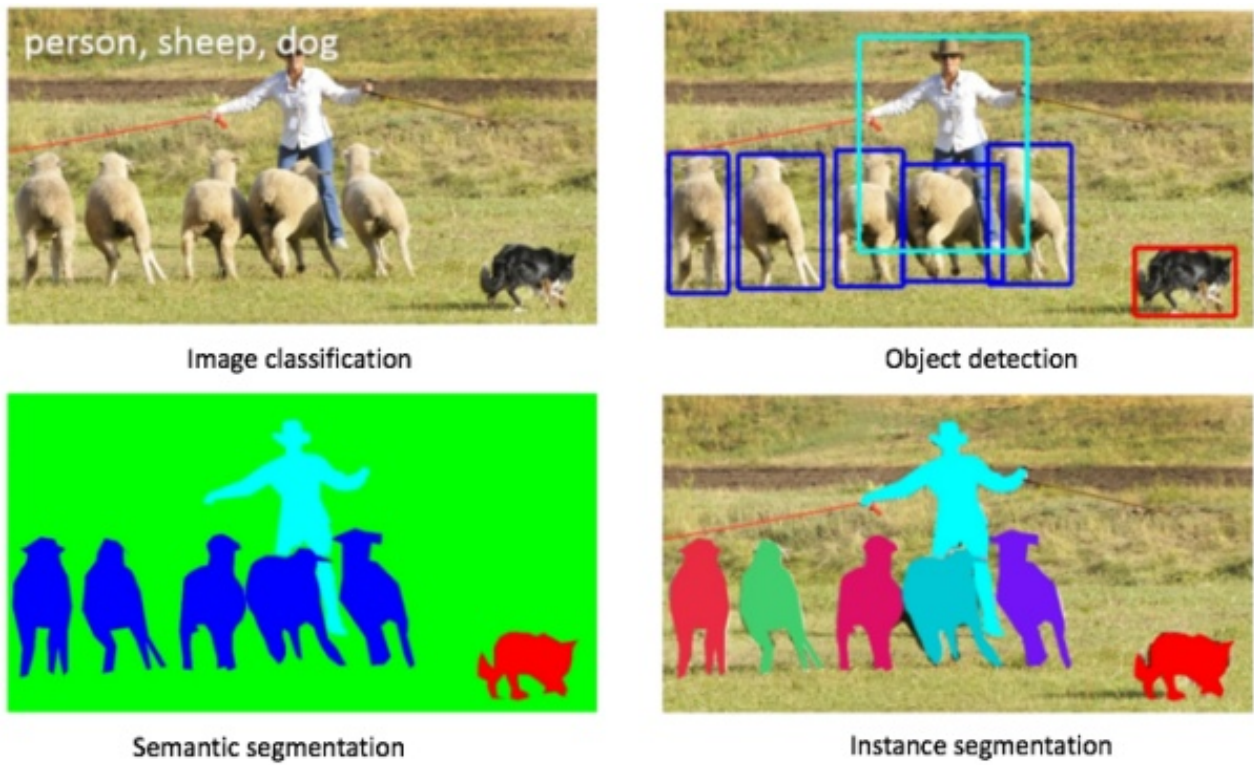 person, sheep, dog
Image classification
Object detection
Semantic segmentation
Instance segmentation